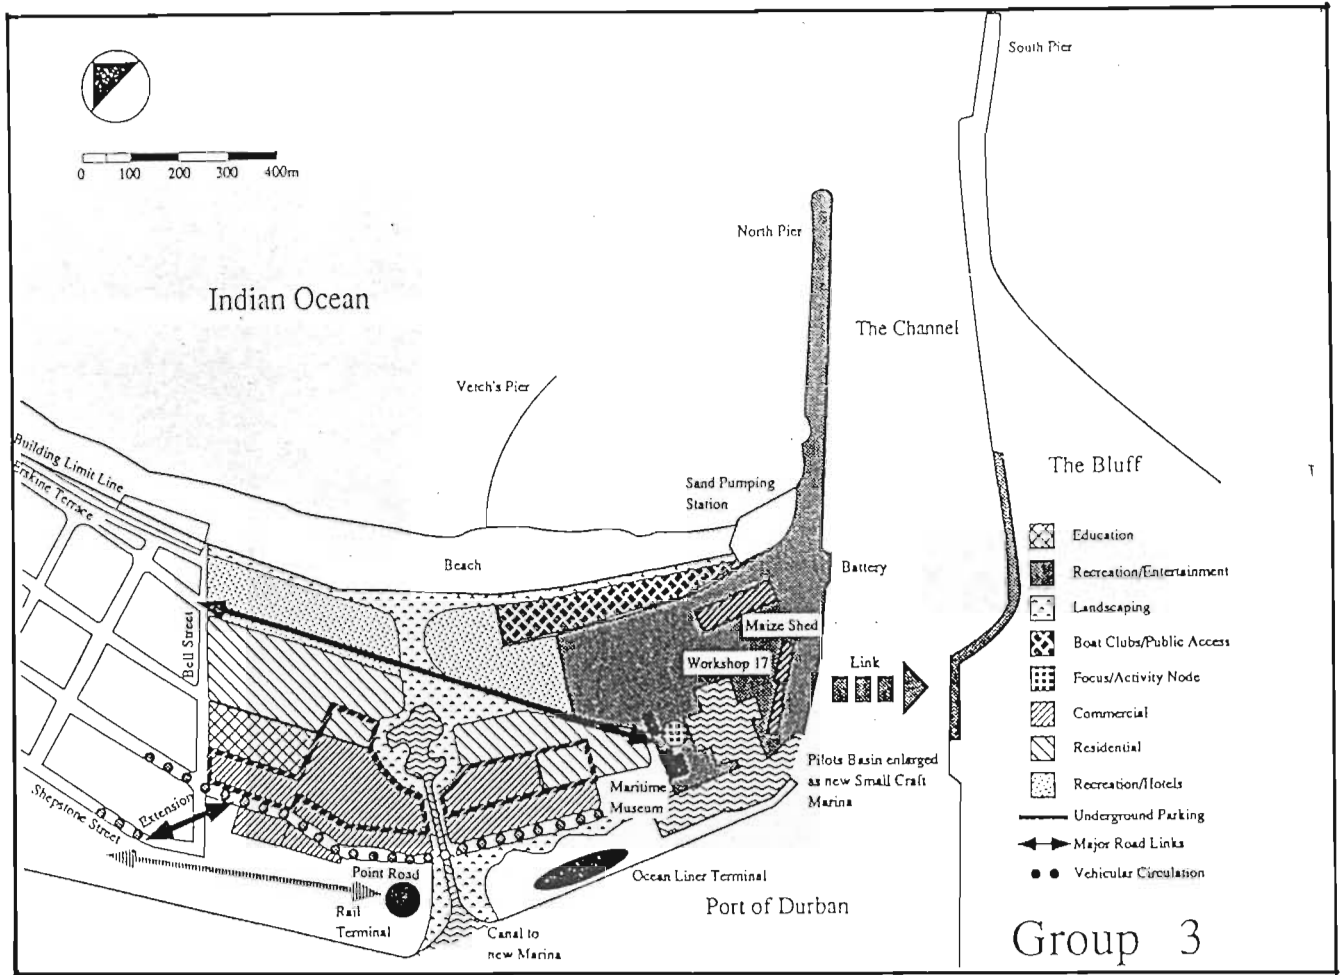 South Pier
0 100 200 300 400m
North Pier
Indian Ocean
The Channel
Vetch's Pier
Building Limit Line
Erskine Terrace
The Bluff
Sand Pumping
Station
Beach
Battery
Bell Street
Maize Shed
Workshop 17
Link
Education
Recreation/Entertainment
Landscaping
Boat Clubs/Public Access
Focus/Activity Node
Commercial
Residential
Recreation/Hotels
Underground Parking
Major Road Links
Vehicular Circulation
Pilots Basin enlarged
as new Small Craft
Marina
Maritime
Museum
Shepstone Street
Extension
Point Road
Rail
Terminal
Ocean Liner Terminal
Port of Durban
Canal to
new Marina
Group 3